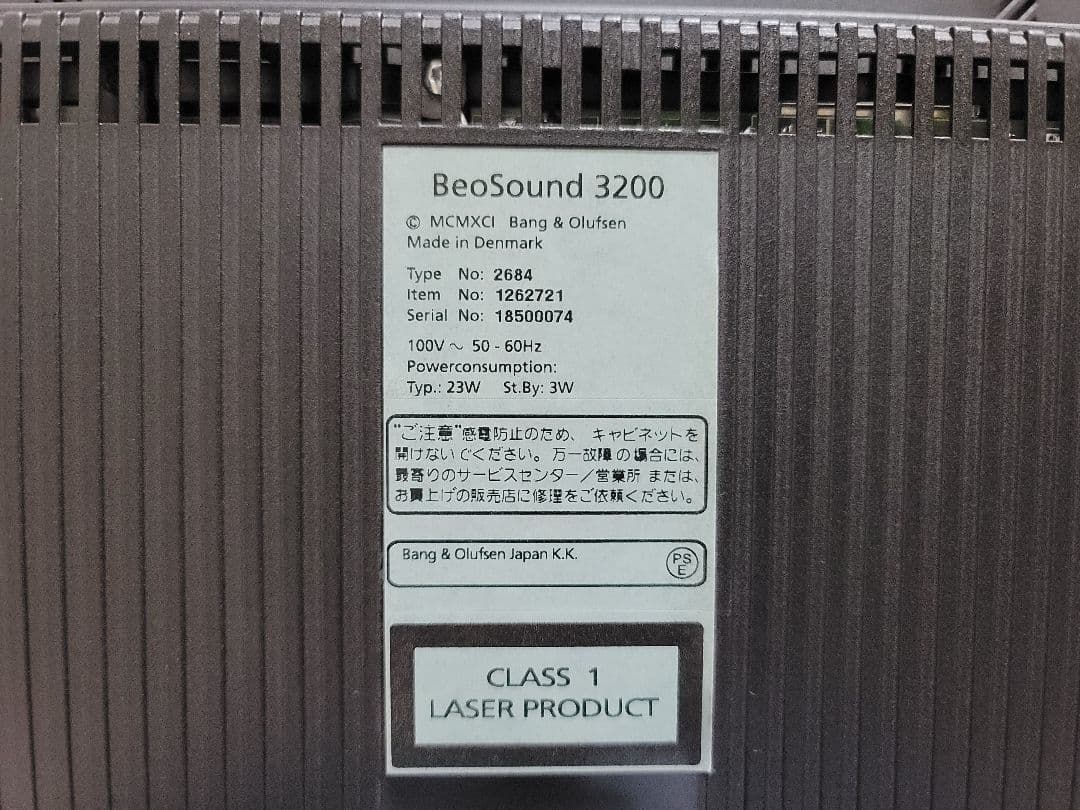 BeoSound 3200
© MCMXCI Bang & Olufsen
Made in Denmark
Type No: 2684
Item No: 1262721
Serial No: 18500074
100V ~ 50 - 60Hz
Powerconsumption:
Typ.: 23W St.By: 3W
"ご注意"感電防止のため、キャビネットを
開けないでください。万一故障の場合には、
最寄りのサービスセンター/営業所 または、
お買上げの販売店に修理をご依頼ください。
Bang & Olufsen Japan K.K.
PS
E
CLASS 1
LASER PRODUCT